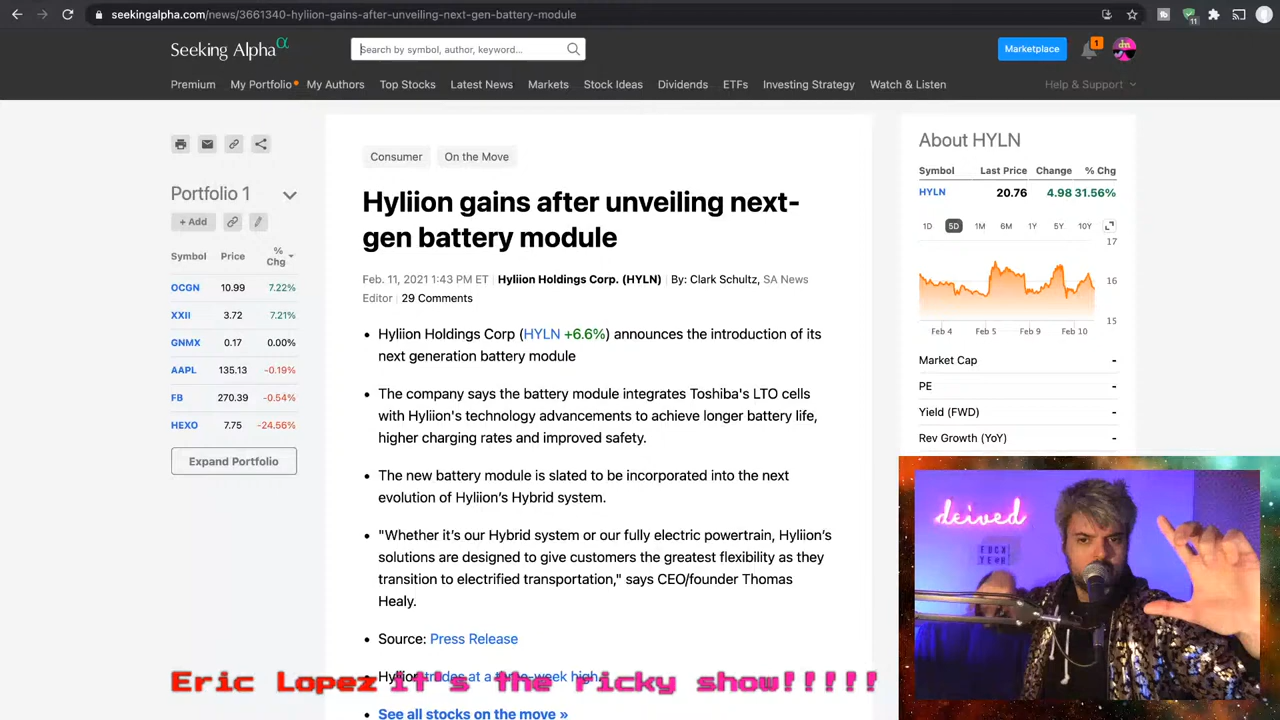 seekingalpha.com/news/3661340-hyliion-gains-after-unveiling-next-gen-battery-module
11
Seeking Alpha α
Search by symbol, author, keyword...
Marketplace
1
dm
Premium My Portfolio My Authors Top Stocks Latest News Markets Stock Ideas Dividends ETFs Investing Strategy Watch & Listen Help & Support
Portfolio 1
+ Add
Symbol Price % Chg
OCGN 10.99 7.22%
XXII 3.72 7.21%
GNMX 0.17 0.00%
AAPL 135.13 -0.19%
FB 270.39 -0.54%
HEXO 7.75 -24.56%
Expand Portfolio
Consumer On the Move
Hyliion gains after unveiling next-
gen battery module
Feb. 11, 2021 1:43 PM ET Hyliion Holdings Corp. (HYLN) By: Clark Schultz, SA News
Editor 29 Comments
• Hyliion Holdings Corp (HYLN +6.6%) announces the introduction of its
next generation battery module
• The company says the battery module integrates Toshiba's LTO cells
with Hyliion's technology advancements to achieve longer battery life,
higher charging rates and improved safety.
• The new battery module is slated to be incorporated into the next
evolution of Hyliion's Hybrid system.
• "Whether it's our Hybrid system or our fully electric powertrain, Hyliion's
solutions are designed to give customers the greatest flexibility as they
transition to electrified transportation," says CEO/founder Thomas
Healy.
• Source: Press Release
• Hyliion trades at a three-week high.
• See all stocks on the move »
About HYLN
Symbol Last Price Change % Chg
HYLN 20.76 4.98 31.56%
1D 5D 1M 6M 1Y 5Y 10Y
17
16
15
Feb 4 Feb 5 Feb 9 Feb 10
Market Cap -
PE -
Yield (FWD) -
Rev Growth (YoY) -
deived
Eric Lopez it's the ricky show!!!!!